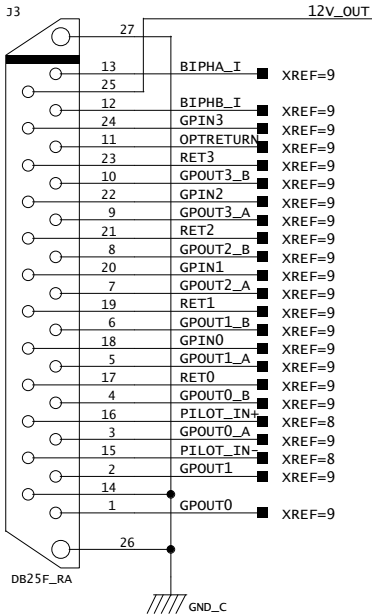 J3
12V_OUT
27
13 BIPHA_I XREF=9
25
12 BIPHB_I XREF=9
24 GPIN3 XREF=9
11 OPTRETURN XREF=9
23 RET3 XREF=9
10 GPOUT3_B XREF=9
22 GPIN2 XREF=9
9 GPOUT3_A XREF=9
21 RET2 XREF=9
8 GPOUT2_B XREF=9
20 GPIN1 XREF=9
7 GPOUT2_A XREF=9
19 RET1 XREF=9
6 GPOUT1_B XREF=9
18 GPIN0 XREF=9
5 GPOUT1_A XREF=9
17 RET0 XREF=9
4 GPOUT0_B XREF=9
16 PILOT_IN+ XREF=8
3 GPOUT0_A XREF=9
15 PILOT_IN- XREF=8
2 GPOUT1 XREF=9
14
1 GPOUT0 XREF=9
26
DB25F_RA
GND_C